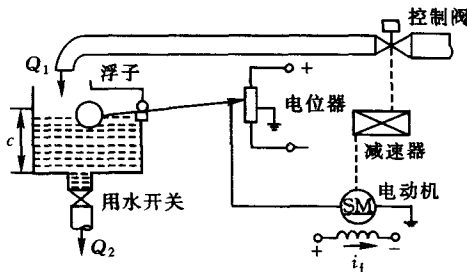 控制阀
Q₁
浮子
+
电位器
−
c
减速器
用水开关
电动机
SM
Q₂
+
−
i_f